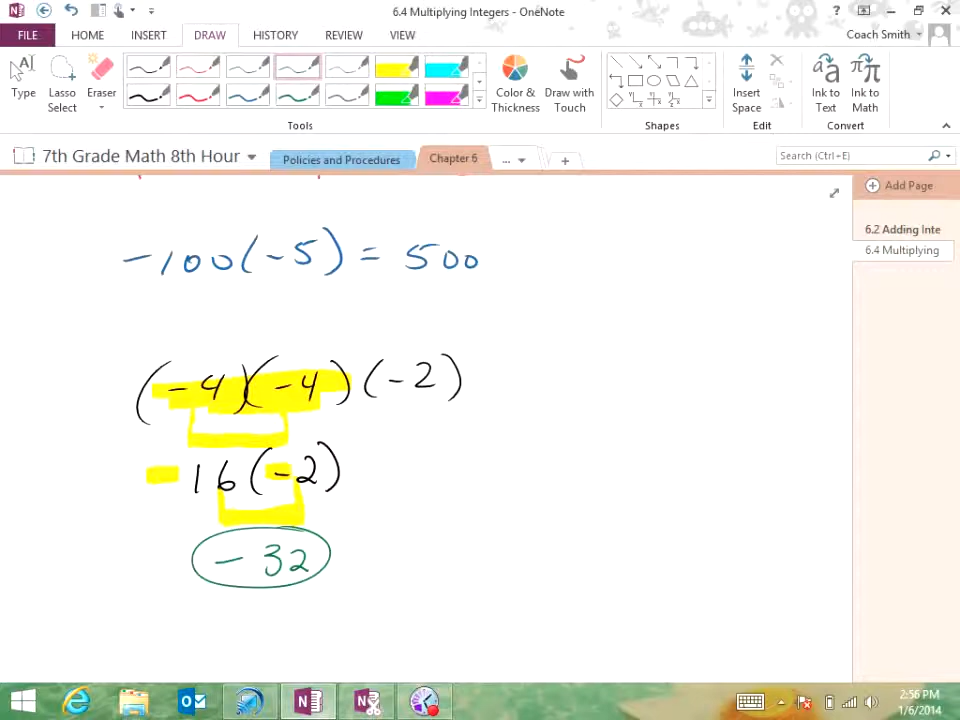 6.4 Multiplying Integers - OneNote
FILE HOME INSERT DRAW HISTORY REVIEW VIEW Coach Smith
Type Lasso Select Eraser Color & Thickness Draw with Touch Insert Space Ink to Text Ink to Math
Tools Shapes Edit Convert
7th Grade Math 8th Hour Policies and Procedures Chapter 6 ... + Search (Ctrl+E)
Add Page
6.2 Adding Inte
6.4 Multiplying
-100(-5) = 500
(-4)(-4)(-2)
16(-2)
-32
2:56 PM
1/6/2014